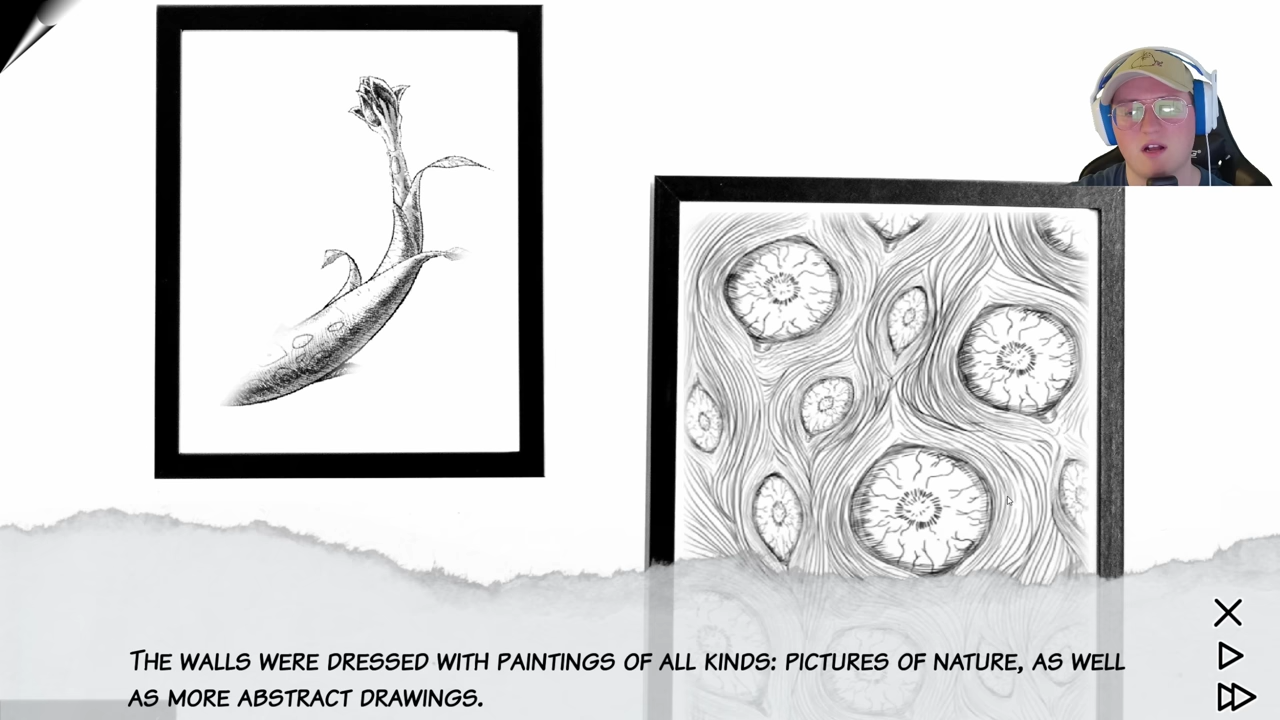 THE WALLS WERE DRESSED WITH PAINTINGS OF ALL KINDS: PICTURES OF NATURE, AS WELL
AS MORE ABSTRACT DRAWINGS.